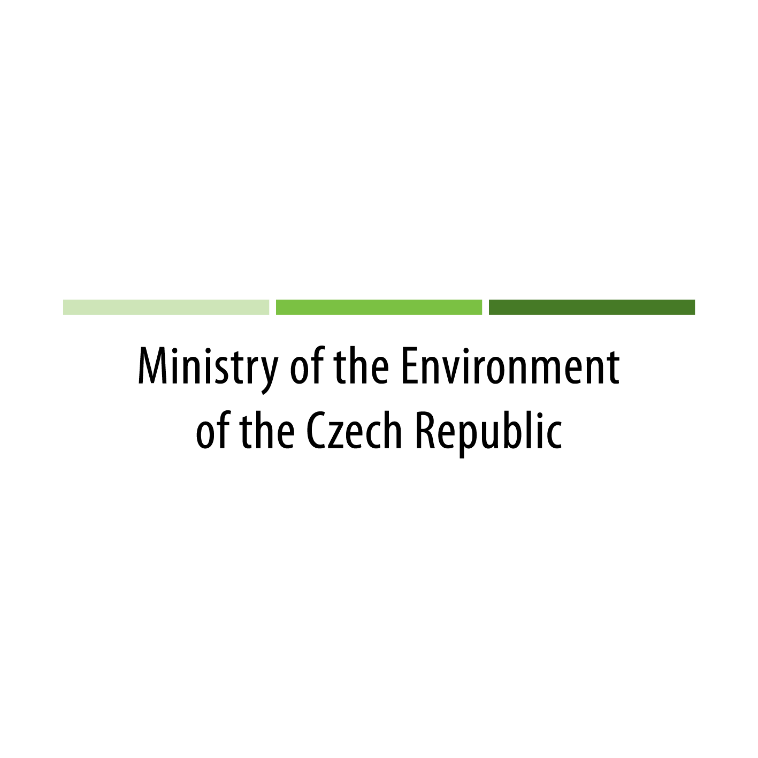 Ministry of the Environment
of the Czech Republic